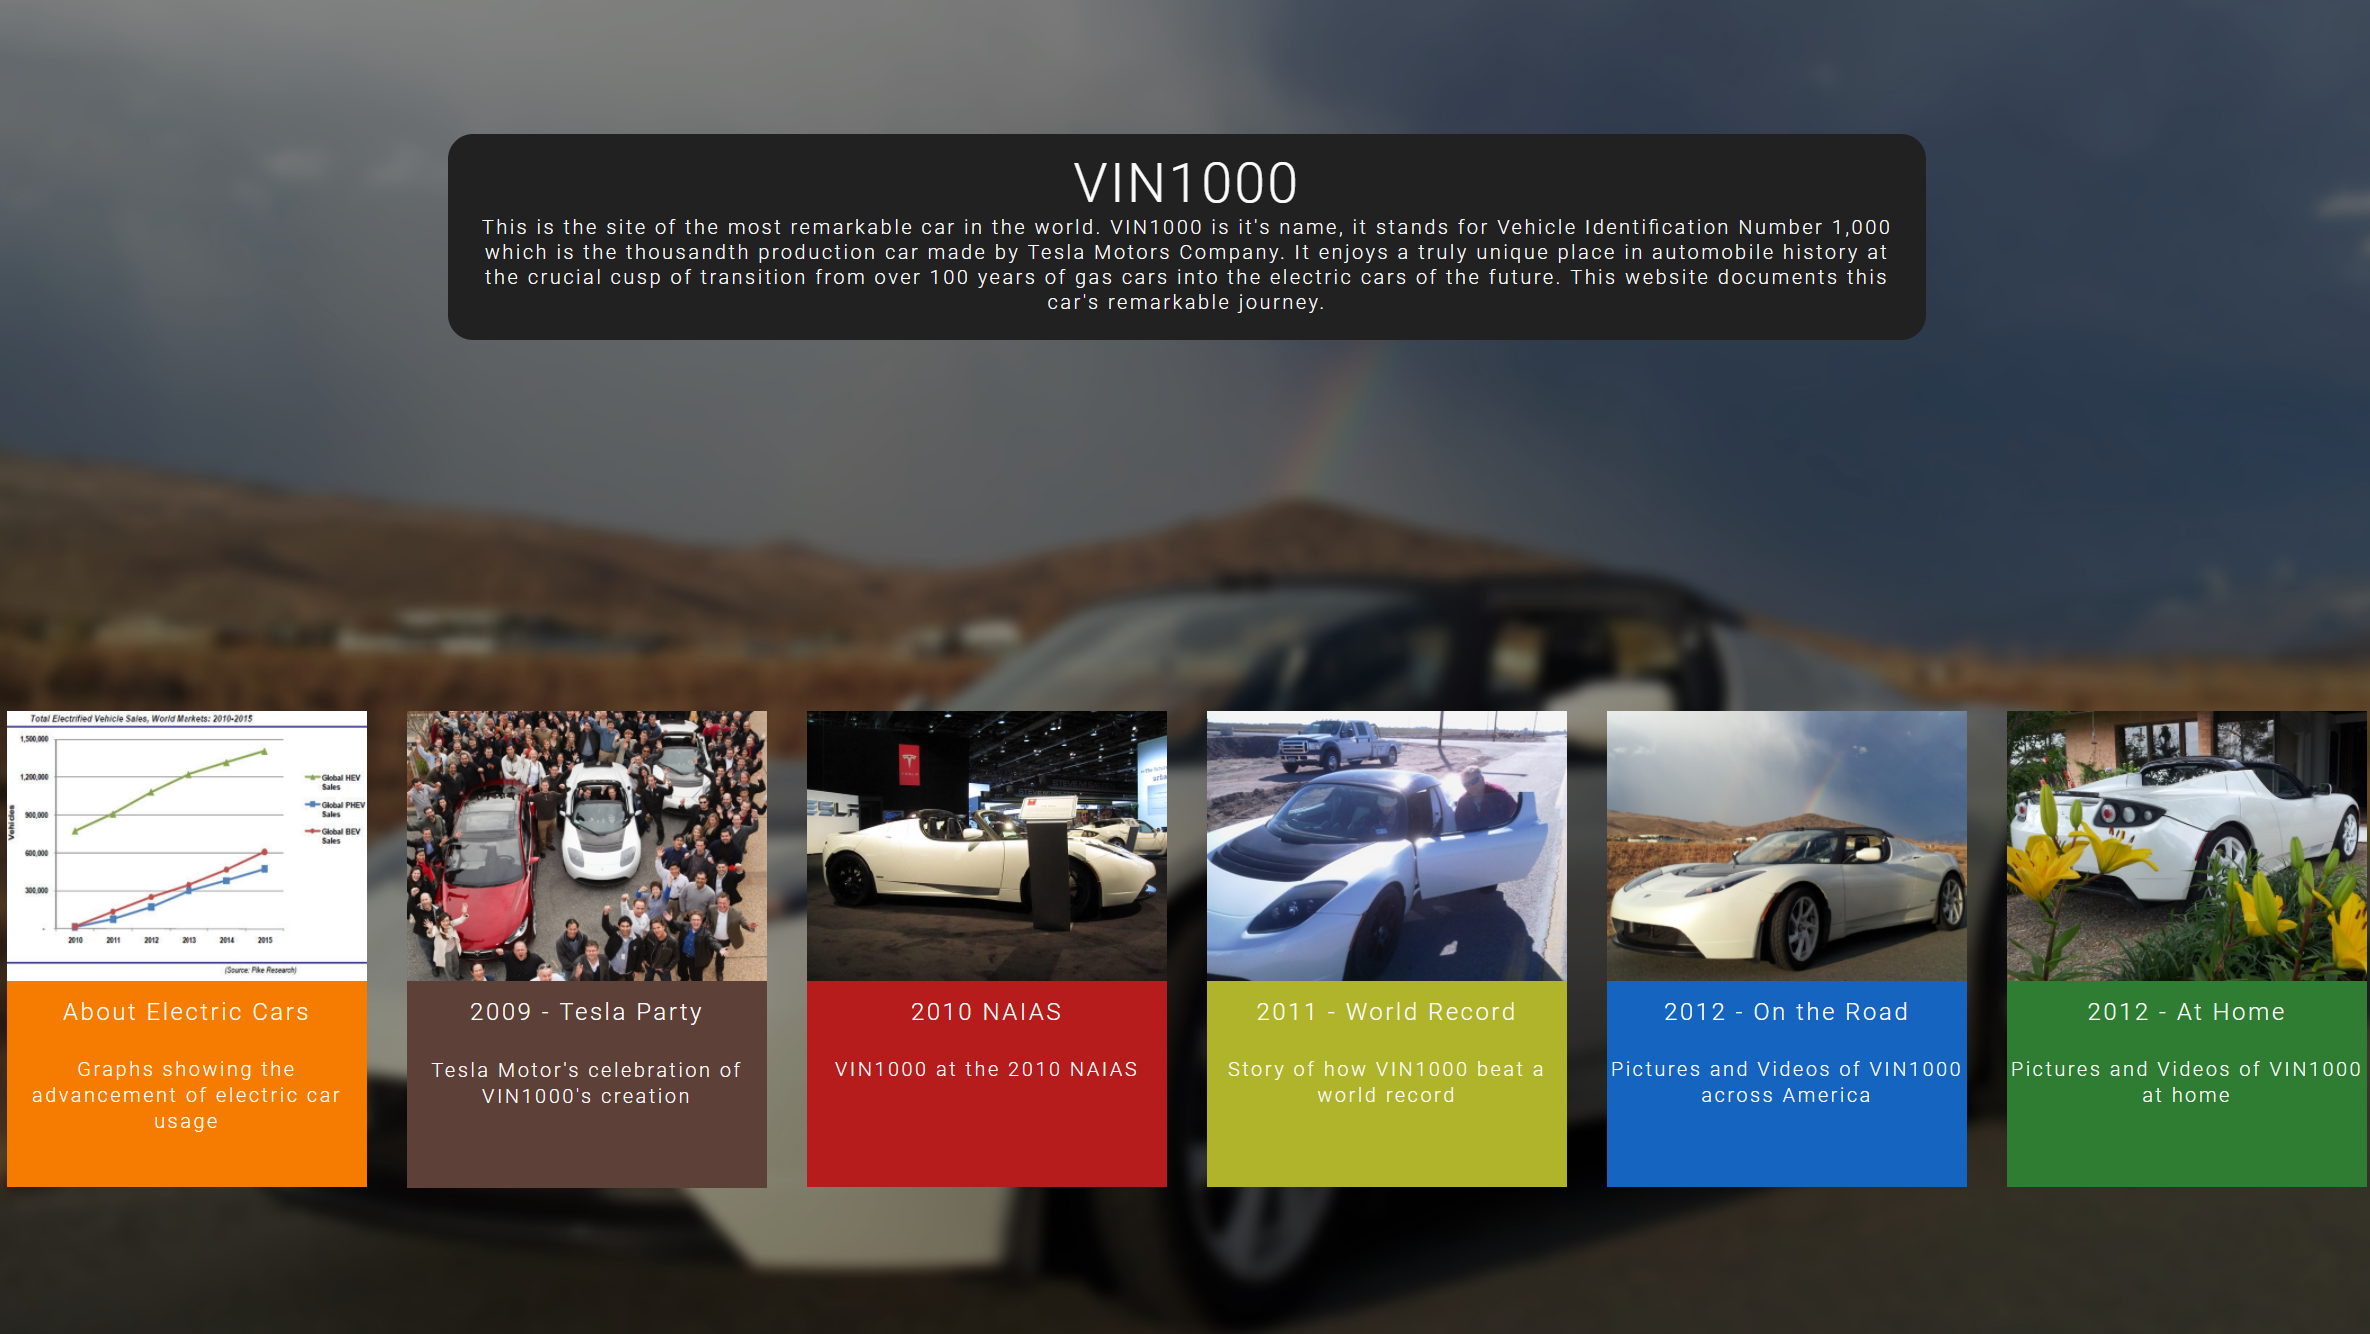 VIN1000
This is the site of the most remarkable car in the world. VIN1000 is it's name, it stands for Vehicle Identification Number 1,000
which is the thousandth production car made by Tesla Motors Company. It enjoys a truly unique place in automobile history at
the crucial cusp of transition from over 100 years of gas cars into the electric cars of the future. This website documents this
car's remarkable journey.
Total Electrified Vehicle Sales, World Markets: 2010-2015
1,500,000
1,200,000
900,000
600,000
300,000
-
Vehicles
2010 2011 2012 2013 2014 2015
Global HEV
Sales
Global PHEV
Sales
Global BEV
Sales
(Source: Pike Research)
About Electric Cars
Graphs showing the
advancement of electric car
usage
2009 - Tesla Party
Tesla Motor's celebration of
VIN1000's creation
TESLA
2010 NAIAS
VIN1000 at the 2010 NAIAS
2011 - World Record
Story of how VIN1000 beat a
world record
2012 - On the Road
Pictures and Videos of VIN1000
across America
2012 - At Home
Pictures and Videos of VIN1000
at home